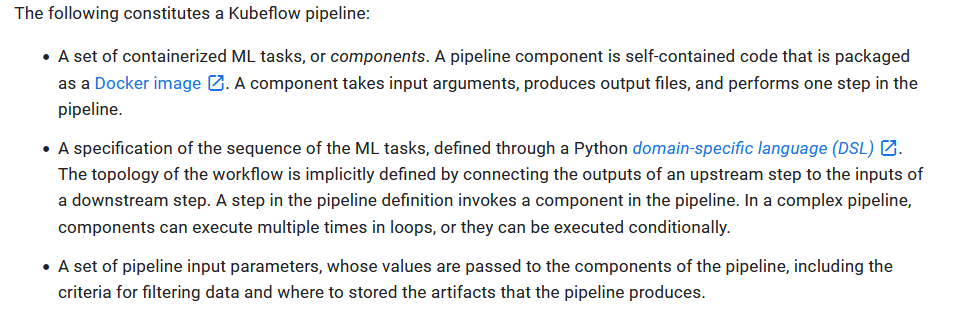 The following constitutes a Kubeflow pipeline:
• A set of containerized ML tasks, or components. A pipeline component is self-contained code that is packaged
as a Docker image. A component takes input arguments, produces output files, and performs one step in the
pipeline.
• A specification of the sequence of the ML tasks, defined through a Python domain-specific language (DSL).
The topology of the workflow is implicitly defined by connecting the outputs of an upstream step to the inputs of
a downstream step. A step in the pipeline definition invokes a component in the pipeline. In a complex pipeline,
components can execute multiple times in loops, or they can be executed conditionally.
• A set of pipeline input parameters, whose values are passed to the components of the pipeline, including the
criteria for filtering data and where to stored the artifacts that the pipeline produces.